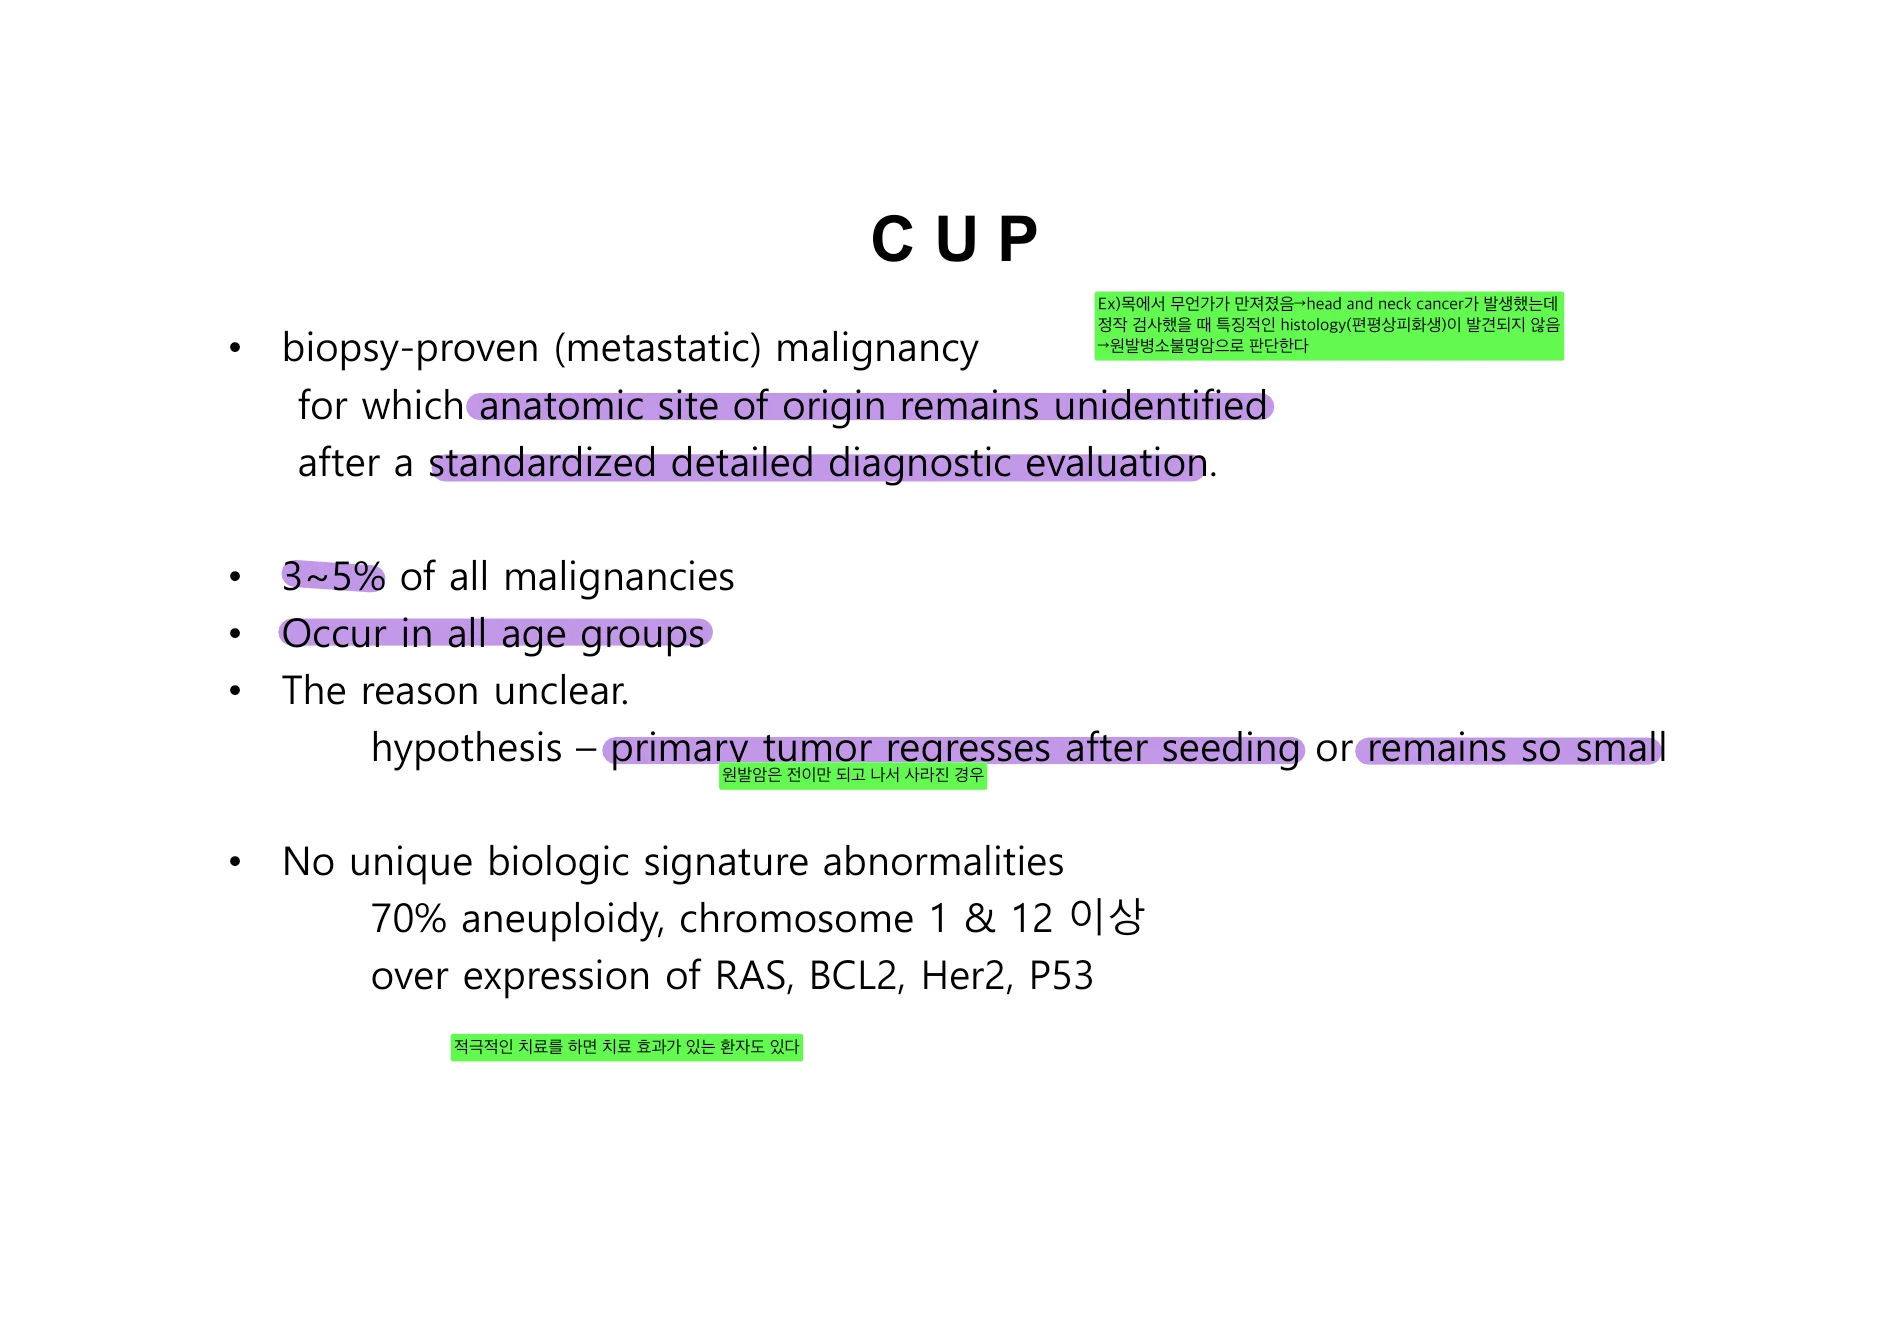 C U P
Ex)목에서 무언가가 만져졌음→head and neck cancer가 발생했는데
정작 검사했을 때 특징적인 histology(편평상피화생)이 발견되지 않음
→원발병소불명암으로 판단한다
• biopsy-proven (metastatic) malignancy
for which anatomic site of origin remains unidentified
after a standardized detailed diagnostic evaluation.
• 3~5% of all malignancies
• Occur in all age groups
• The reason unclear.
hypothesis – primary tumor regresses after seeding or remains so small
원발암은 전이만 되고 나서 사라진 경우
• No unique biologic signature abnormalities
70% aneuploidy, chromosome 1 & 12 이상
over expression of RAS, BCL2, Her2, P53
적극적인 치료를 하면 치료 효과가 있는 환자도 있다